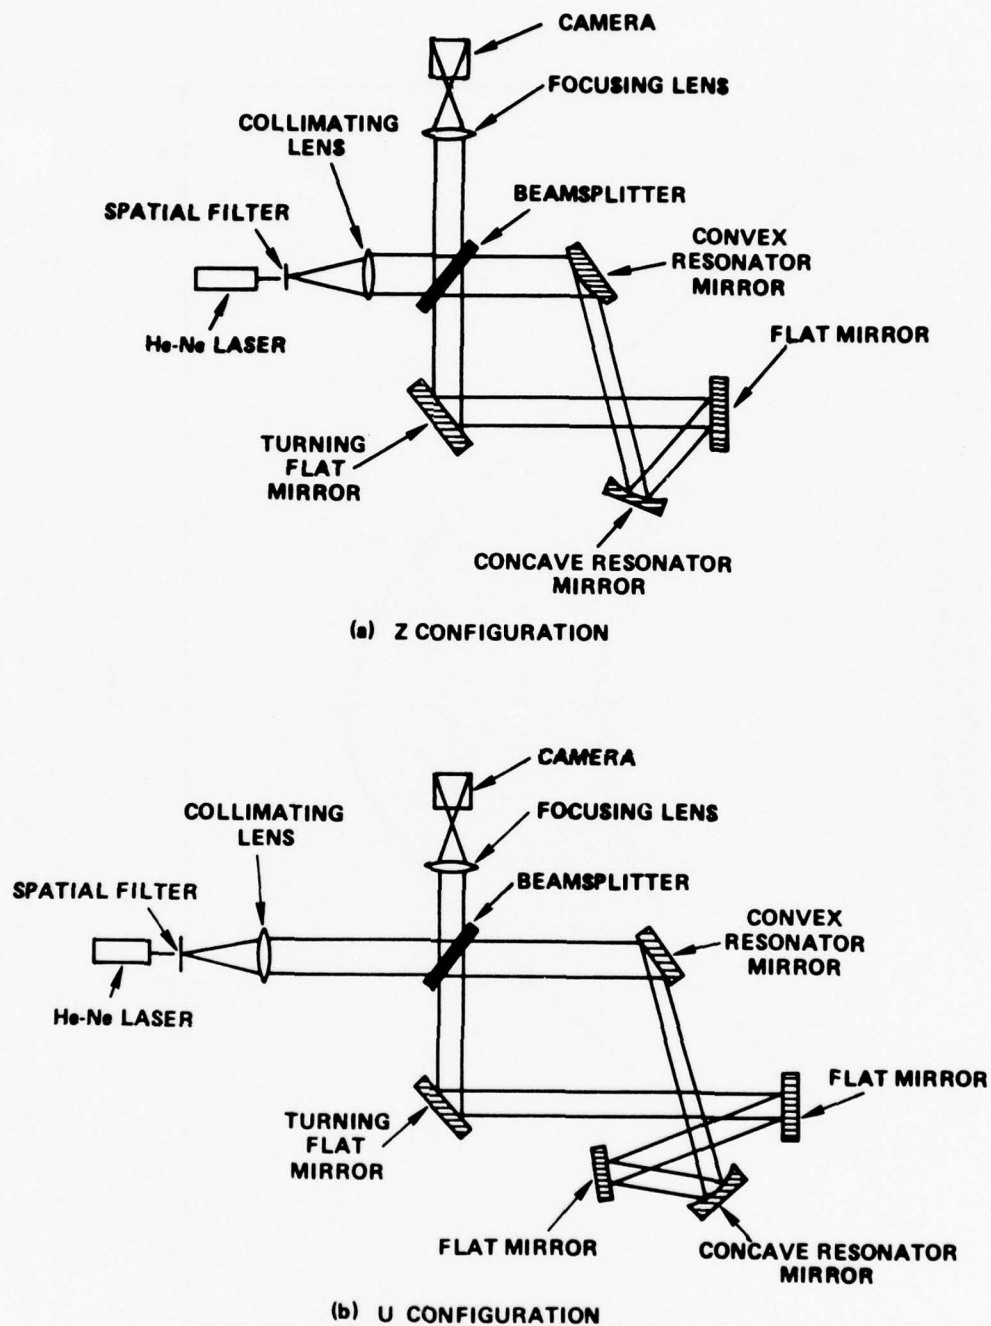 CAMERA
FOCUSING LENS
COLLIMATING
LENS
BEAMSPLITTER
SPATIAL FILTER
CONVEX
RESONATOR
MIRROR
He-Ne LASER
FLAT MIRROR
TURNING
FLAT
MIRROR
CONCAVE RESONATOR
MIRROR
(a) Z CONFIGURATION
CAMERA
COLLIMATING
LENS
FOCUSING LENS
SPATIAL FILTER
BEAMSPLITTER
CONVEX
RESONATOR
MIRROR
He-Ne LASER
FLAT MIRROR
TURNING
FLAT
MIRROR
FLAT MIRROR
CONCAVE RESONATOR
MIRROR
(b) U CONFIGURATION